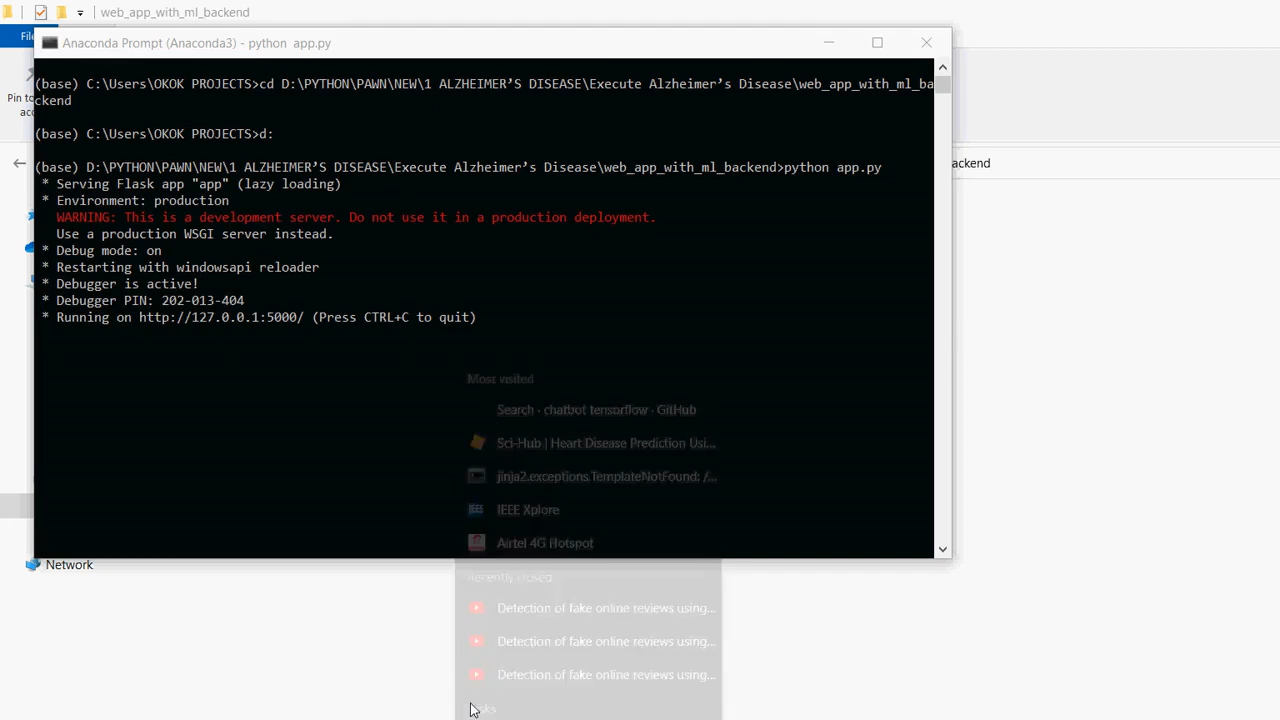 web_app_with_ml_backend
Fil
Anaconda Prompt (Anaconda3) - python  app.py
Pin to
acc
(base) C:\Users\OKOK PROJECTS>cd D:\PYTHON\PAWN\NEW\1 ALZHEIMER’S DISEASE\Execute Alzheimer’s Disease\web_app_with_ml_ba
ckend
(base) C:\Users\OKOK PROJECTS>d:
(base) D:\PYTHON\PAWN\NEW\1 ALZHEIMER’S DISEASE\Execute Alzheimer’s Disease\web_app_with_ml_backend>python app.py
* Serving Flask app "app" (lazy loading)
* Environment: production
WARNING: This is a development server. Do not use it in a production deployment.
Use a production WSGI server instead.
* Debug mode: on
* Restarting with windowsapi reloader
* Debugger is active!
* Debugger PIN: 202-013-404
* Running on http://127.0.0.1:5000/ (Press CTRL+C to quit)
ackend
Most visited
Search - chatbot tensorflow - GitHub
Sci-Hub | Heart Disease Prediction Usi...
jinja2.exceptions.TemplateNotFound: /...
IEEE Xplore
Airtel 4G Hotspot
Recently closed
Detection of fake online reviews using...
Detection of fake online reviews using...
Detection of fake online reviews using...
Network